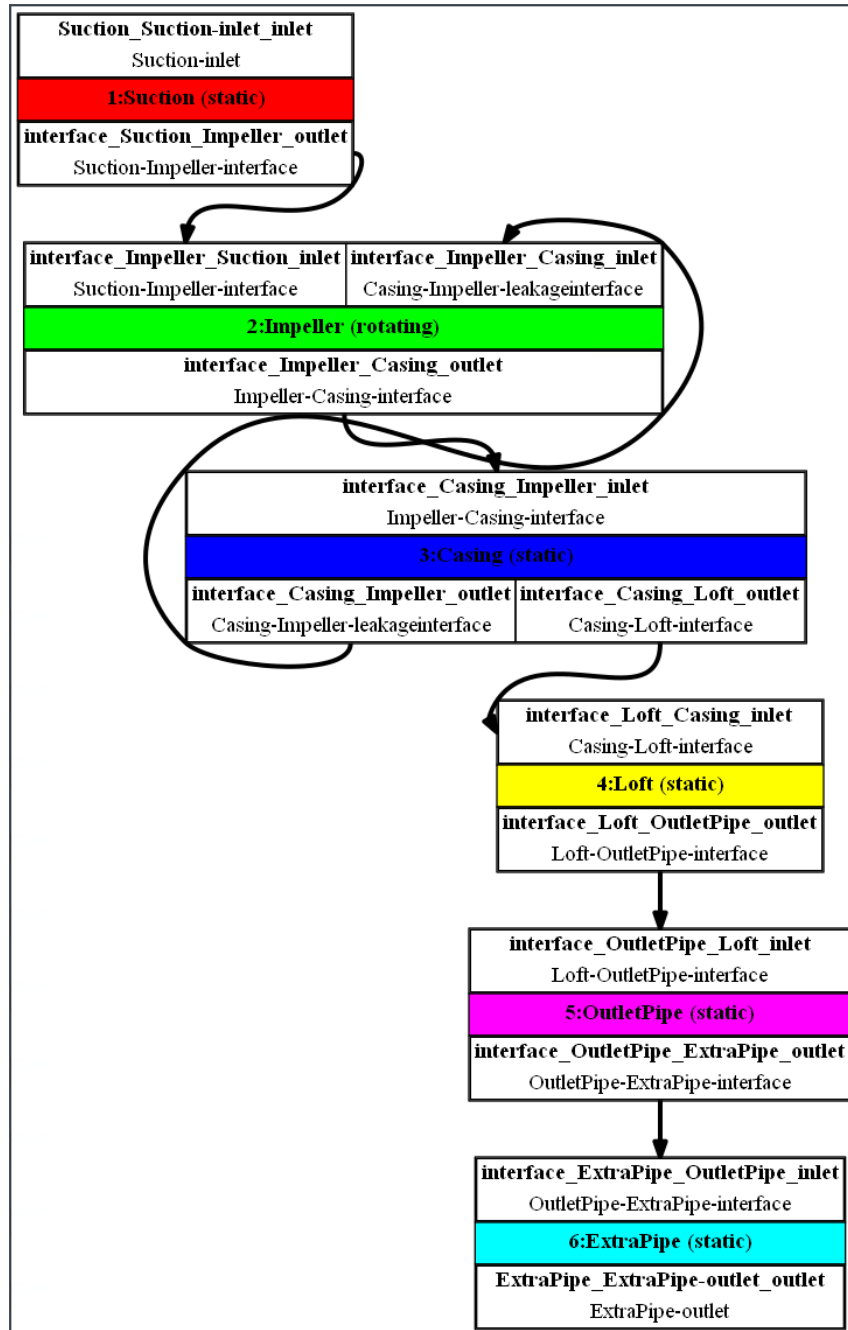 Suction_Suction-inlet_inlet
Suction-inlet
1:Suction (static)
interface_Suction_Impeller_outlet
Suction-Impeller-interface
interface_Impeller_Suction_inlet
Suction-Impeller-interface
interface_Impeller_Casing_inlet
Casing-Impeller-leakageinterface
2:Impeller (rotating)
interface_Impeller_Casing_outlet
Impeller-Casing-interface
interface_Casing_Impeller_inlet
Impeller-Casing-interface
3:Casing (static)
interface_Casing_Impeller_outlet
Casing-Impeller-leakageinterface
interface_Casing_Loft_outlet
Casing-Loft-interface
interface_Loft_Casing_inlet
Casing-Loft-interface
4:Loft (static)
interface_Loft_OutletPipe_outlet
Loft-OutletPipe-interface
interface_OutletPipe_Loft_inlet
Loft-OutletPipe-interface
5:OutletPipe (static)
interface_OutletPipe_ExtraPipe_outlet
OutletPipe-ExtraPipe-interface
interface_ExtraPipe_OutletPipe_inlet
OutletPipe-ExtraPipe-interface
6:ExtraPipe (static)
ExtraPipe_ExtraPipe-outlet_outlet
ExtraPipe-outlet